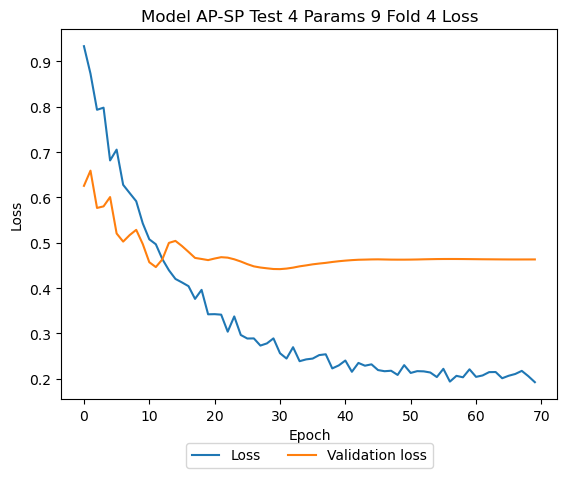 Model AP-SP Test 4 Params 9 Fold 4 Loss
0.9
0.8
0.7
0.6
0.5
0.4
0.3
0.2
Loss
0 10 20 30 40 50 60 70
Epoch
Loss Validation loss